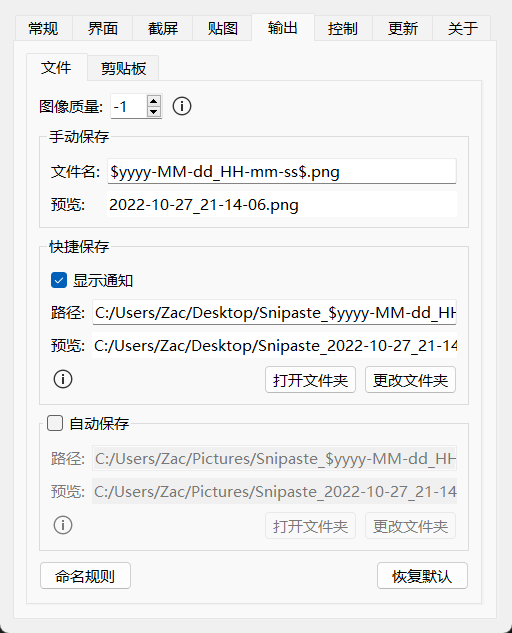 常规 界面 截屏 贴图 输出 控制 更新 关于
文件 剪贴板
图像质量: -1
手动保存
文件名: $yyyy-MM-dd_HH-mm-ss$.png
预览: 2022-10-27_21-14-06.png
快捷保存
显示通知
路径: C:/Users/Zac/Desktop/Snipaste_$yyyy-MM-dd_HH
预览: C:/Users/Zac/Desktop/Snipaste_2022-10-27_21-14
打开文件夹 更改文件夹
自动保存
路径: C:/Users/Zac/Pictures/Snipaste_$yyyy-MM-dd_HH
预览: C:/Users/Zac/Pictures/Snipaste_2022-10-27_21-14
打开文件夹 更改文件夹
命名规则 恢复默认